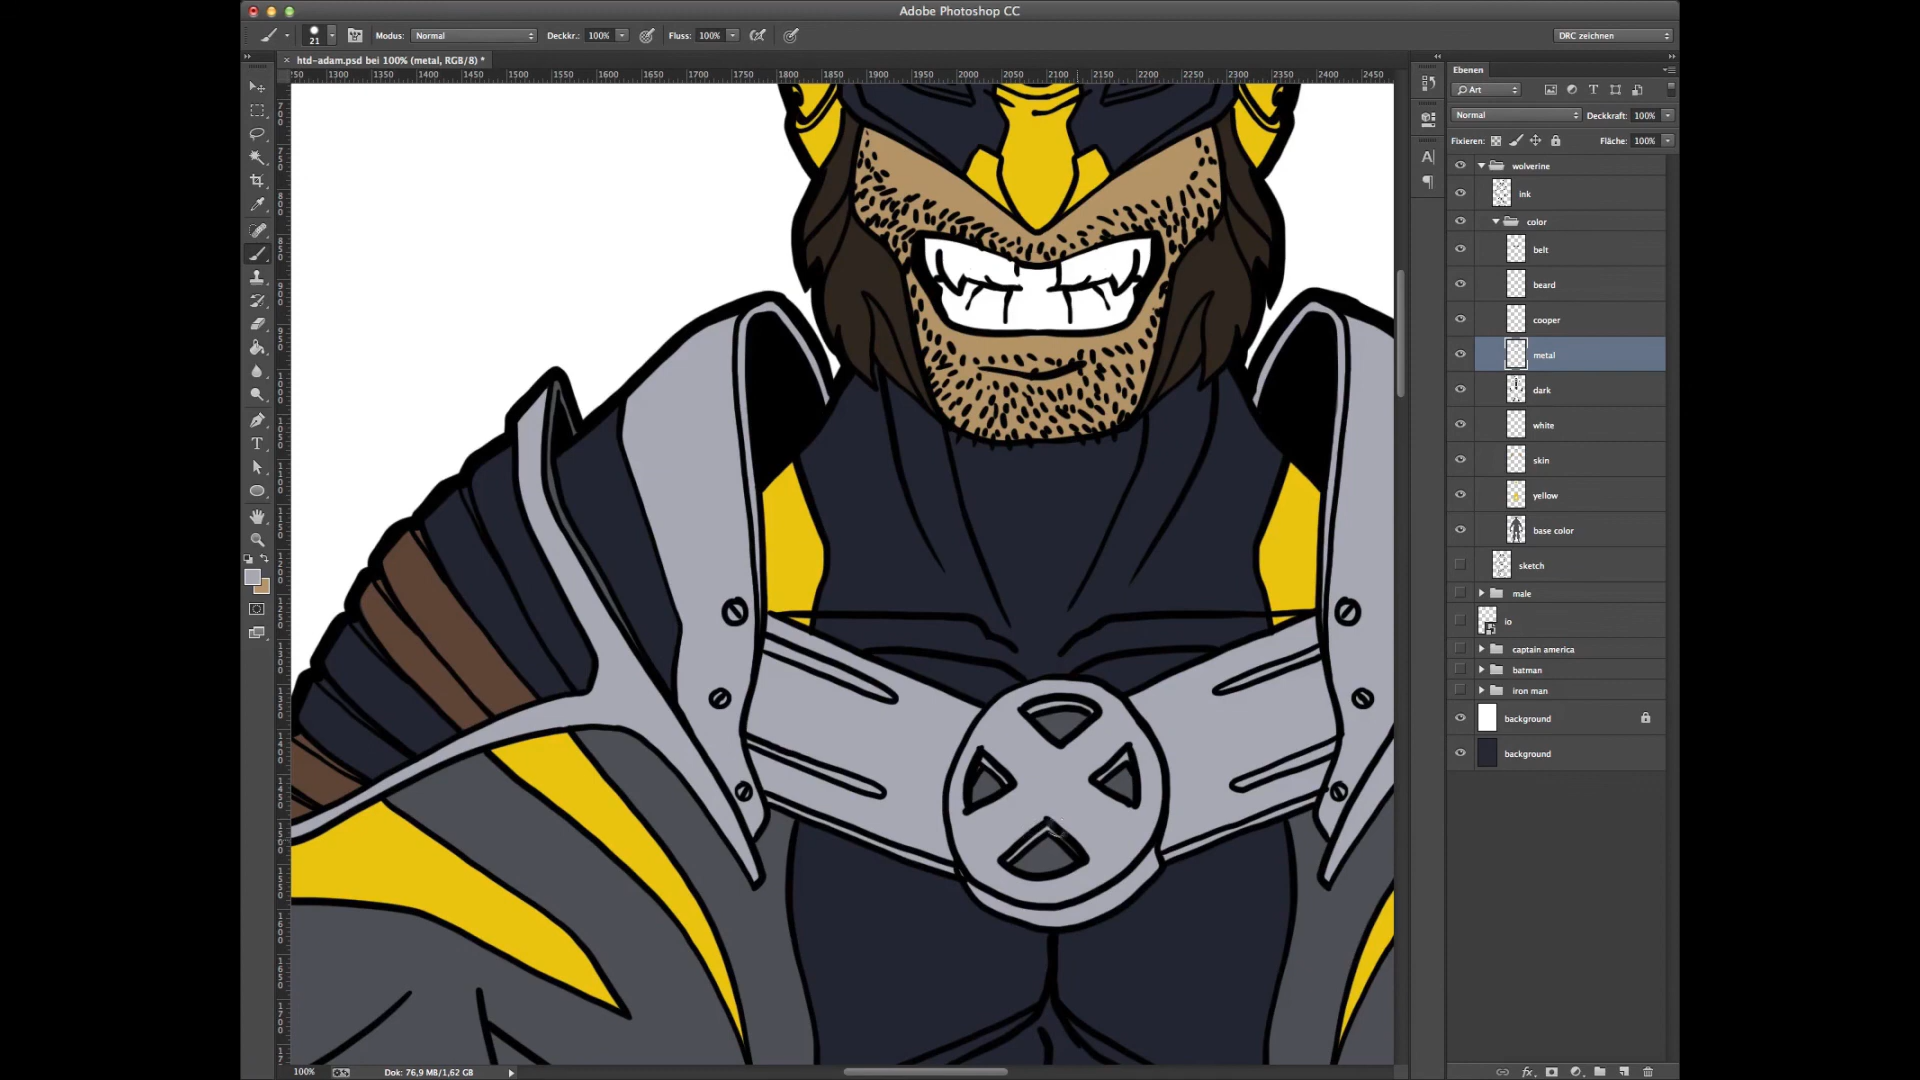 Adobe Photoshop CC
21 Modus: Normal Deckkr.: 100% Fluss: 100% DRC zeichnen
× htd-adam.psd bei 100% (metal, RGB/8) *
1300 1350 1400 1450 1500 1550 1600 1650 1700 1750 1800 1850 1900 1950 2000 2050 2100 2150 2200 2250 2300 2350 2400 2450
Ebenen
Art
Normal Deckkraft: 100%
Fixieren: Fläche: 100%
wolverine
ink
color
belt
beard
cooper
metal
dark
white
skin
yellow
base color
sketch
male
io
captain america
batman
iron man
background
background
100% Dok: 76,9 MB/1,62 GB